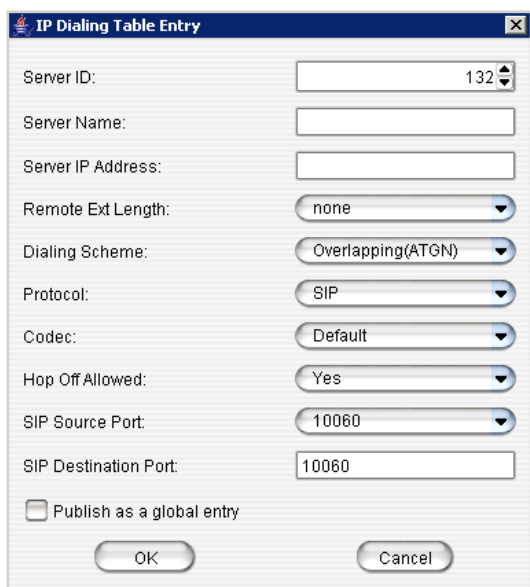 IP Dialing Table Entry
Server ID: 132
Server Name:
Server IP Address:
Remote Ext Length: none
Dialing Scheme: Overlapping(ATGN)
Protocol: SIP
Codec: Default
Hop Off Allowed: Yes
SIP Source Port: 10060
SIP Destination Port: 10060
Publish as a global entry
OK Cancel